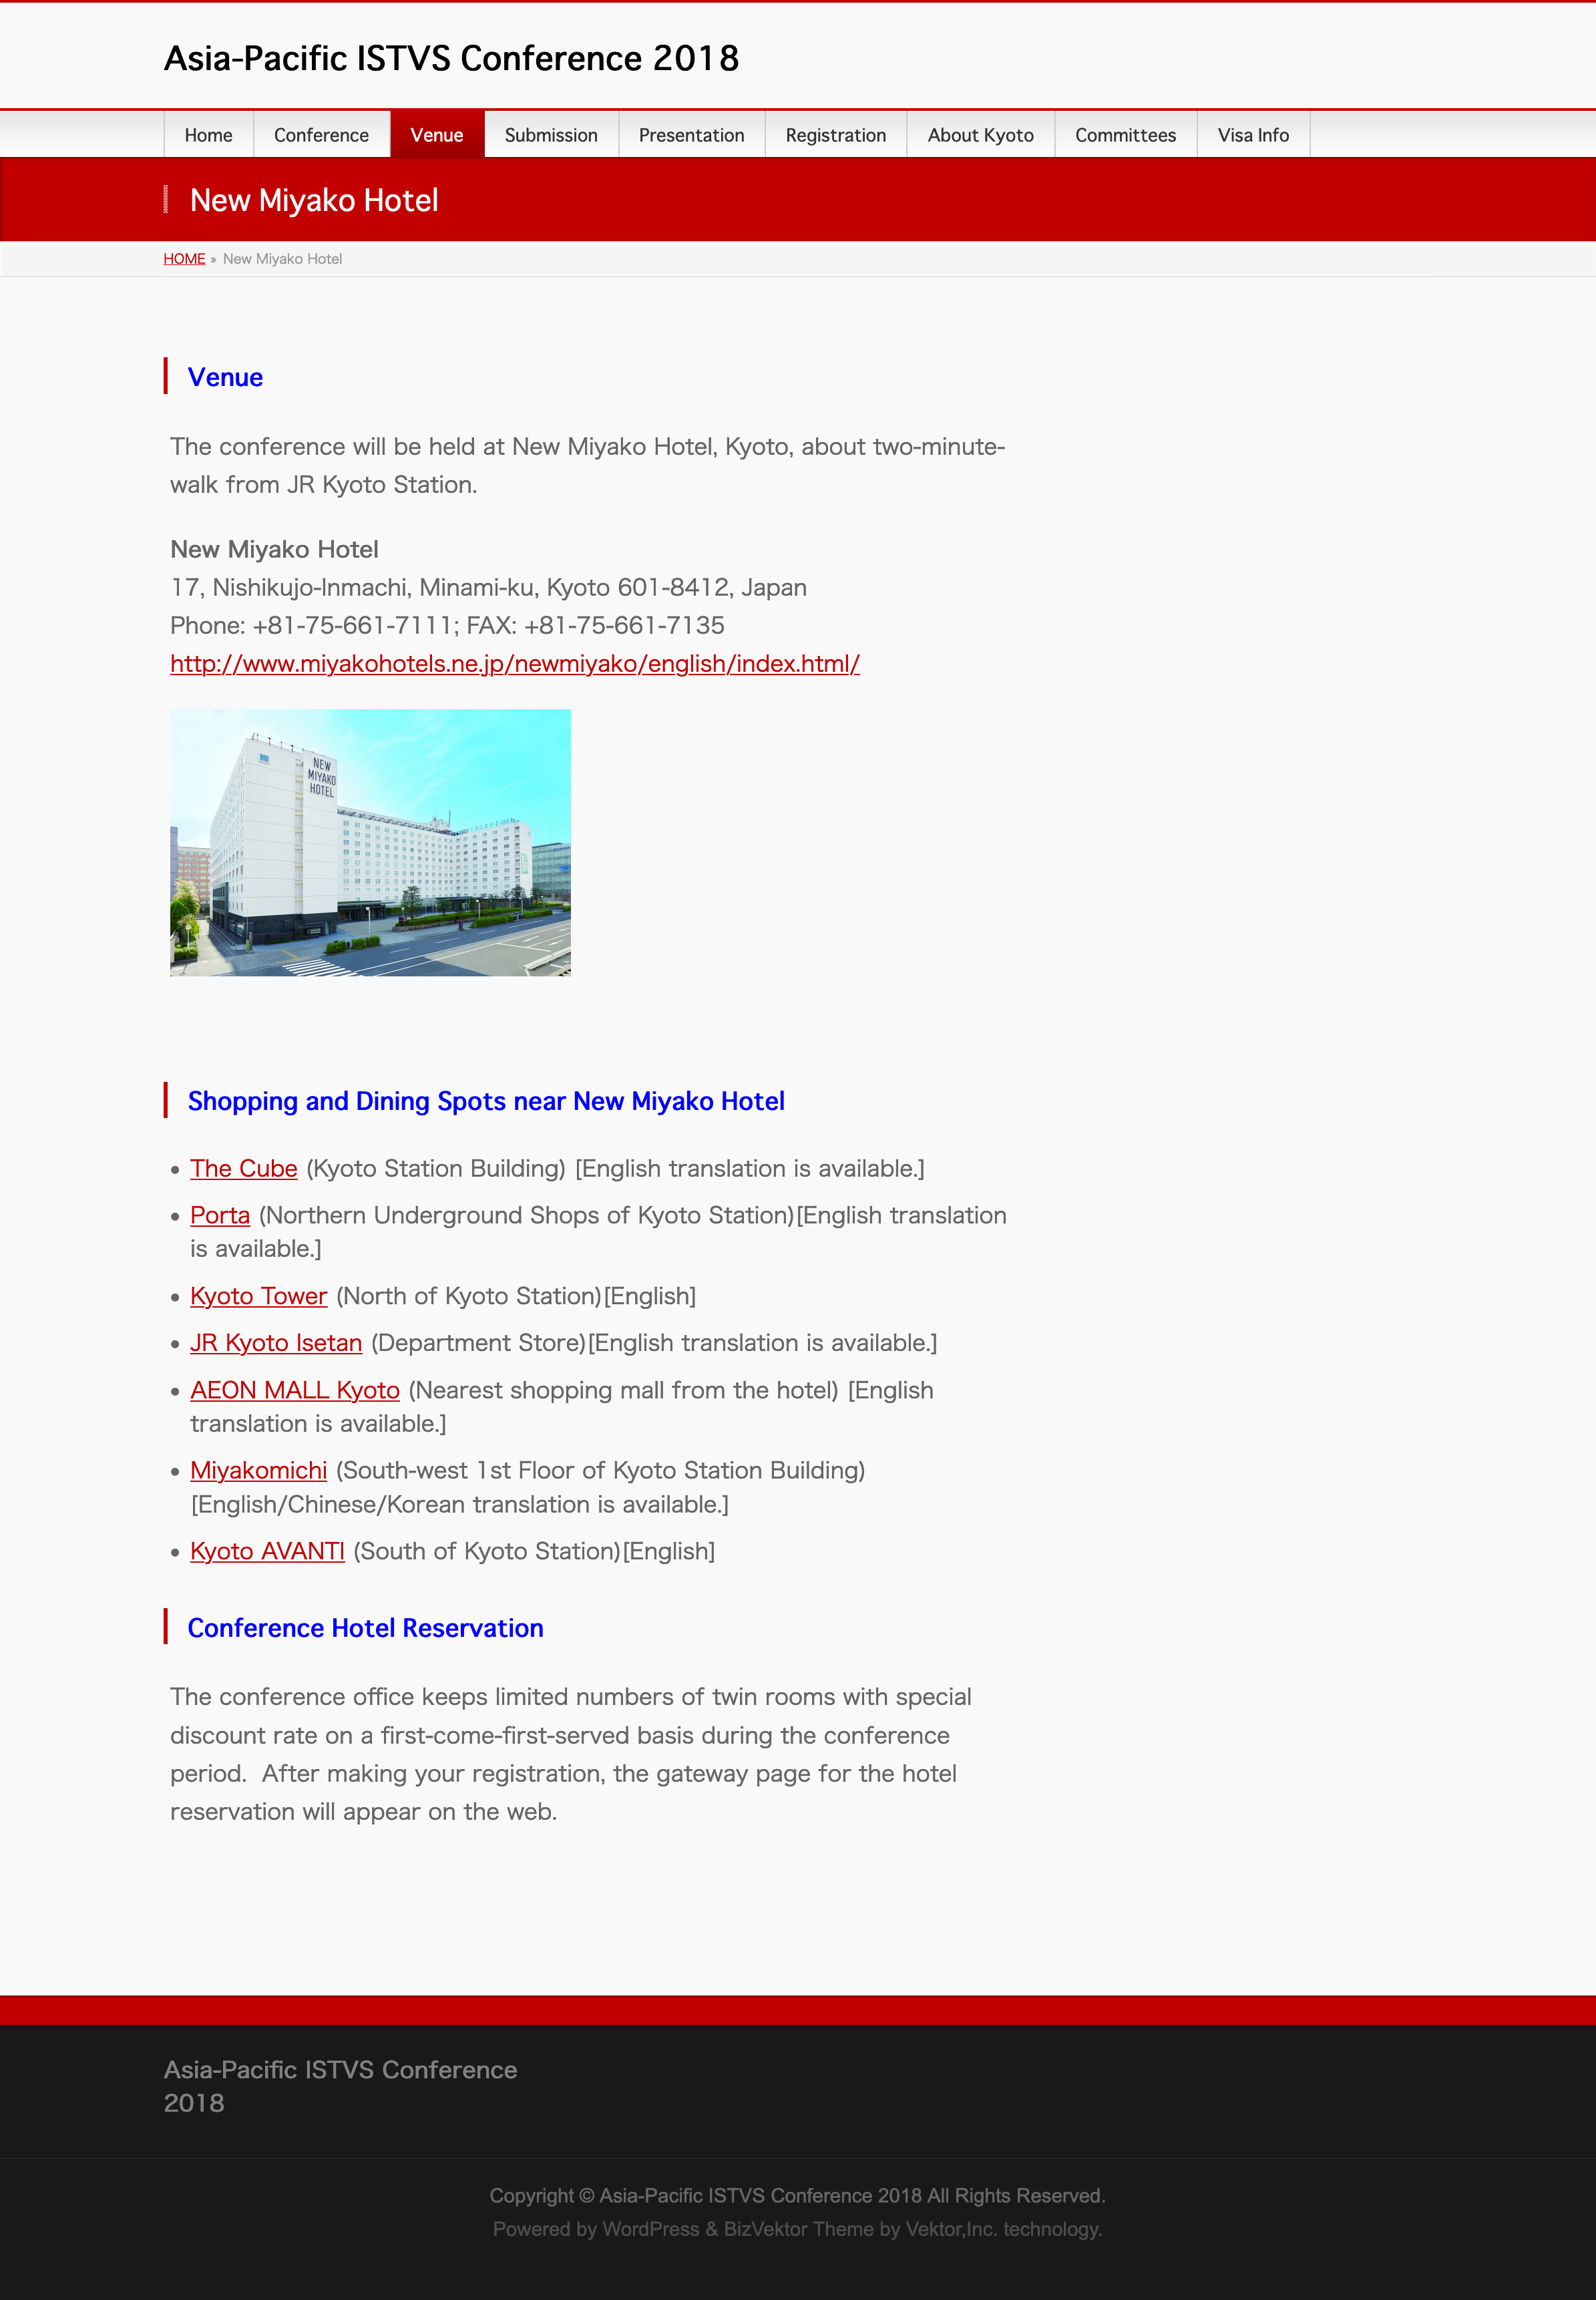 Asia-Pacific ISTVS Conference 2018
Home
Conference
Venue
Submission
Presentation
Registration
About Kyoto
Committees
Visa Info
New Miyako Hotel
HOME » New Miyako Hotel
Venue
The conference will be held at New Miyako Hotel, Kyoto, about two-minute-
walk from JR Kyoto Station.
New Miyako Hotel
17, Nishikujo-Inmachi, Minami-ku, Kyoto 601-8412, Japan
Phone: +81-75-661-7111; FAX: +81-75-661-7135
http://www.miyakohotels.ne.jp/newmiyako/english/index.html/
NEW
MIYAKO
HOTEL
Shopping and Dining Spots near New Miyako Hotel
• The Cube (Kyoto Station Building) [English translation is available.]
• Porta (Northern Underground Shops of Kyoto Station)[English translation
is available.]
• Kyoto Tower (North of Kyoto Station)[English]
• JR Kyoto Isetan (Department Store)[English translation is available.]
• AEON MALL Kyoto (Nearest shopping mall from the hotel) [English
translation is available.]
• Miyakomichi (South-west 1st Floor of Kyoto Station Building)
[English/Chinese/Korean translation is available.]
• Kyoto AVANTI (South of Kyoto Station)[English]
Conference Hotel Reservation
The conference office keeps limited numbers of twin rooms with special
discount rate on a first-come-first-served basis during the conference
period.  After making your registration, the gateway page for the hotel
reservation will appear on the web.
Asia-Pacific ISTVS Conference
2018
Copyright © Asia-Pacific ISTVS Conference 2018 All Rights Reserved.
Powered by WordPress & BizVektor Theme by Vektor,Inc. technology.